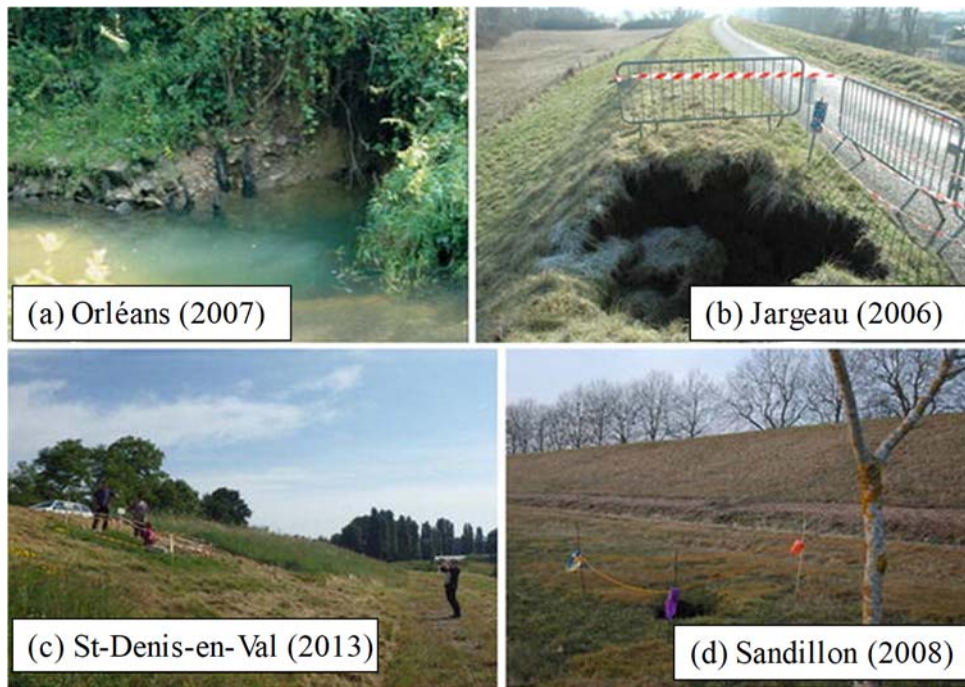 (a) Orléans (2007)
(b) Jargeau (2006)
(c) St-Denis-en-Val (2013)
(d) Sandillon (2008)